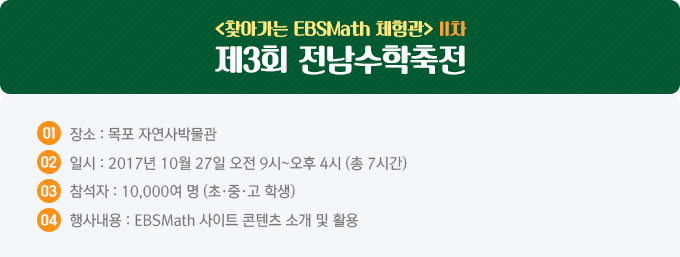 <찾아가는 EBSMath 체험관> II차
제3회 전남수학축전
01 장소 : 목포 자연사박물관
02 일시 : 2017년 10월 27일 오전 9시~오후 4시 (총 7시간)
03 참석자 : 10,000여 명 (초·중·고 학생)
04 행사내용 : EBSMath 사이트 콘텐츠 소개 및 활용